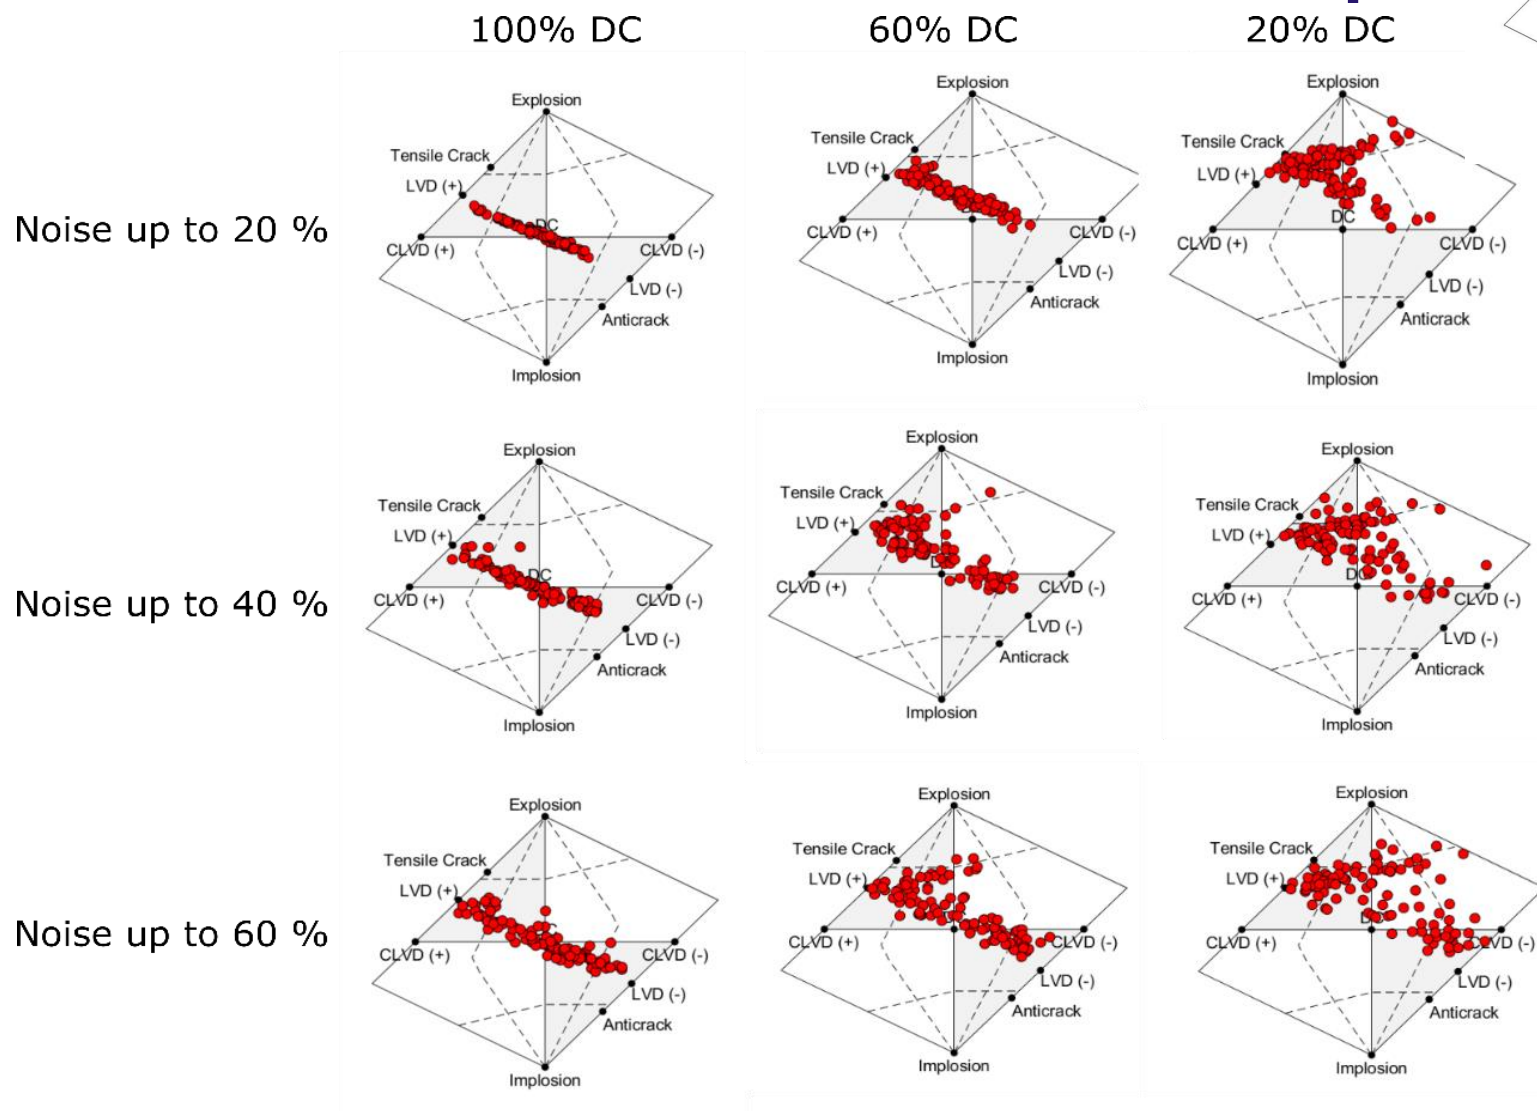 100% DC
60% DC
20% DC
Noise up to 20 %
Explosion
Tensile Crack
LVD (+)
DC
CLVD (+)
CLVD (-)
LVD (-)
Anticrack
Implosion
Explosion
Tensile Crack
LVD (+)
CLVD (+)
CLVD (-)
LVD (-)
Anticrack
Implosion
Explosion
Tensile Crack
LVD (+)
DC
CLVD (+)
CLVD (-)
LVD (-)
Anticrack
Implosion
Noise up to 40 %
Explosion
Tensile Crack
LVD (+)
DC
CLVD (+)
CLVD (-)
LVD (-)
Anticrack
Implosion
Explosion
Tensile Crack
LVD (+)
CLVD (+)
CLVD (-)
LVD (-)
Anticrack
Implosion
Explosion
Tensile Crack
LVD (+)
DC
CLVD (+)
CLVD (-)
LVD (-)
Anticrack
Implosion
Noise up to 60 %
Explosion
Tensile Crack
LVD (+)
CLVD (+)
CLVD (-)
LVD (-)
Anticrack
Implosion
Explosion
Tensile Crack
LVD (+)
CLVD (+)
CLVD (-)
LVD (-)
Anticrack
Implosion
Explosion
Tensile Crack
LVD (+)
CLVD (+)
CLVD (-)
LVD (-)
Anticrack
Implosion